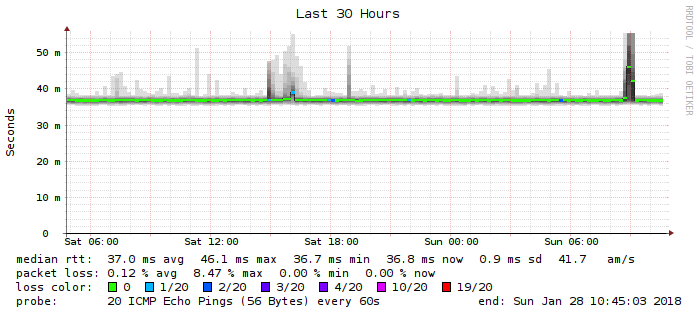 Last 30 Hours
RRDTOOL / TOBI OETIKER
Seconds
50 m
40 m
30 m
20 m
10 m
0
Sat 06:00 Sat 12:00 Sat 18:00 Sun 00:00 Sun 06:00
median rtt: 37.0 ms avg 46.1 ms max 36.7 ms min 36.8 ms now 0.9 ms sd 41.7 am/s
packet loss: 0.12 % avg 8.47 % max 0.00 % min 0.00 % now
loss color: 0 1/20 2/20 3/20 4/20 10/20 19/20
probe: 20 ICMP Echo Pings (56 Bytes) every 60s end: Sun Jan 28 10:45:03 2018